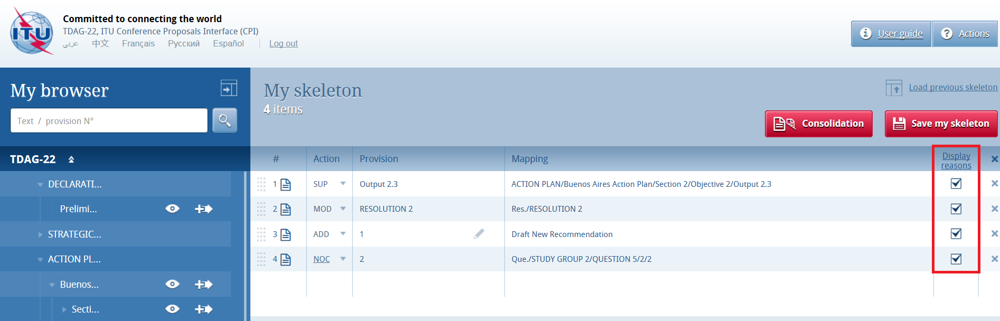 ITU
Committed to connecting the world
TDAG-22, ITU Conference Proposals Interface (CPI)
عربي 中文 Français Русский Español Log out
User guide Actions
My browser
Text / provision N°
My skeleton
4 items
Load previous skeleton
Consolidation Save my skeleton
TDAG-22
DECLARATI...
Prelimi...
STRATEGIC...
ACTION PL...
Buenos...
Secti...
# Action Provision Mapping Display reasons
1 SUP Output 2.3 ACTION PLAN/Buenos Aires Action Plan/Section 2/Objective 2/Output 2.3
2 MOD RESOLUTION 2 Res./RESOLUTION 2
3 ADD 1 Draft New Recommendation
4 NOC 2 Que./STUDY GROUP 2/QUESTION 5/2/2